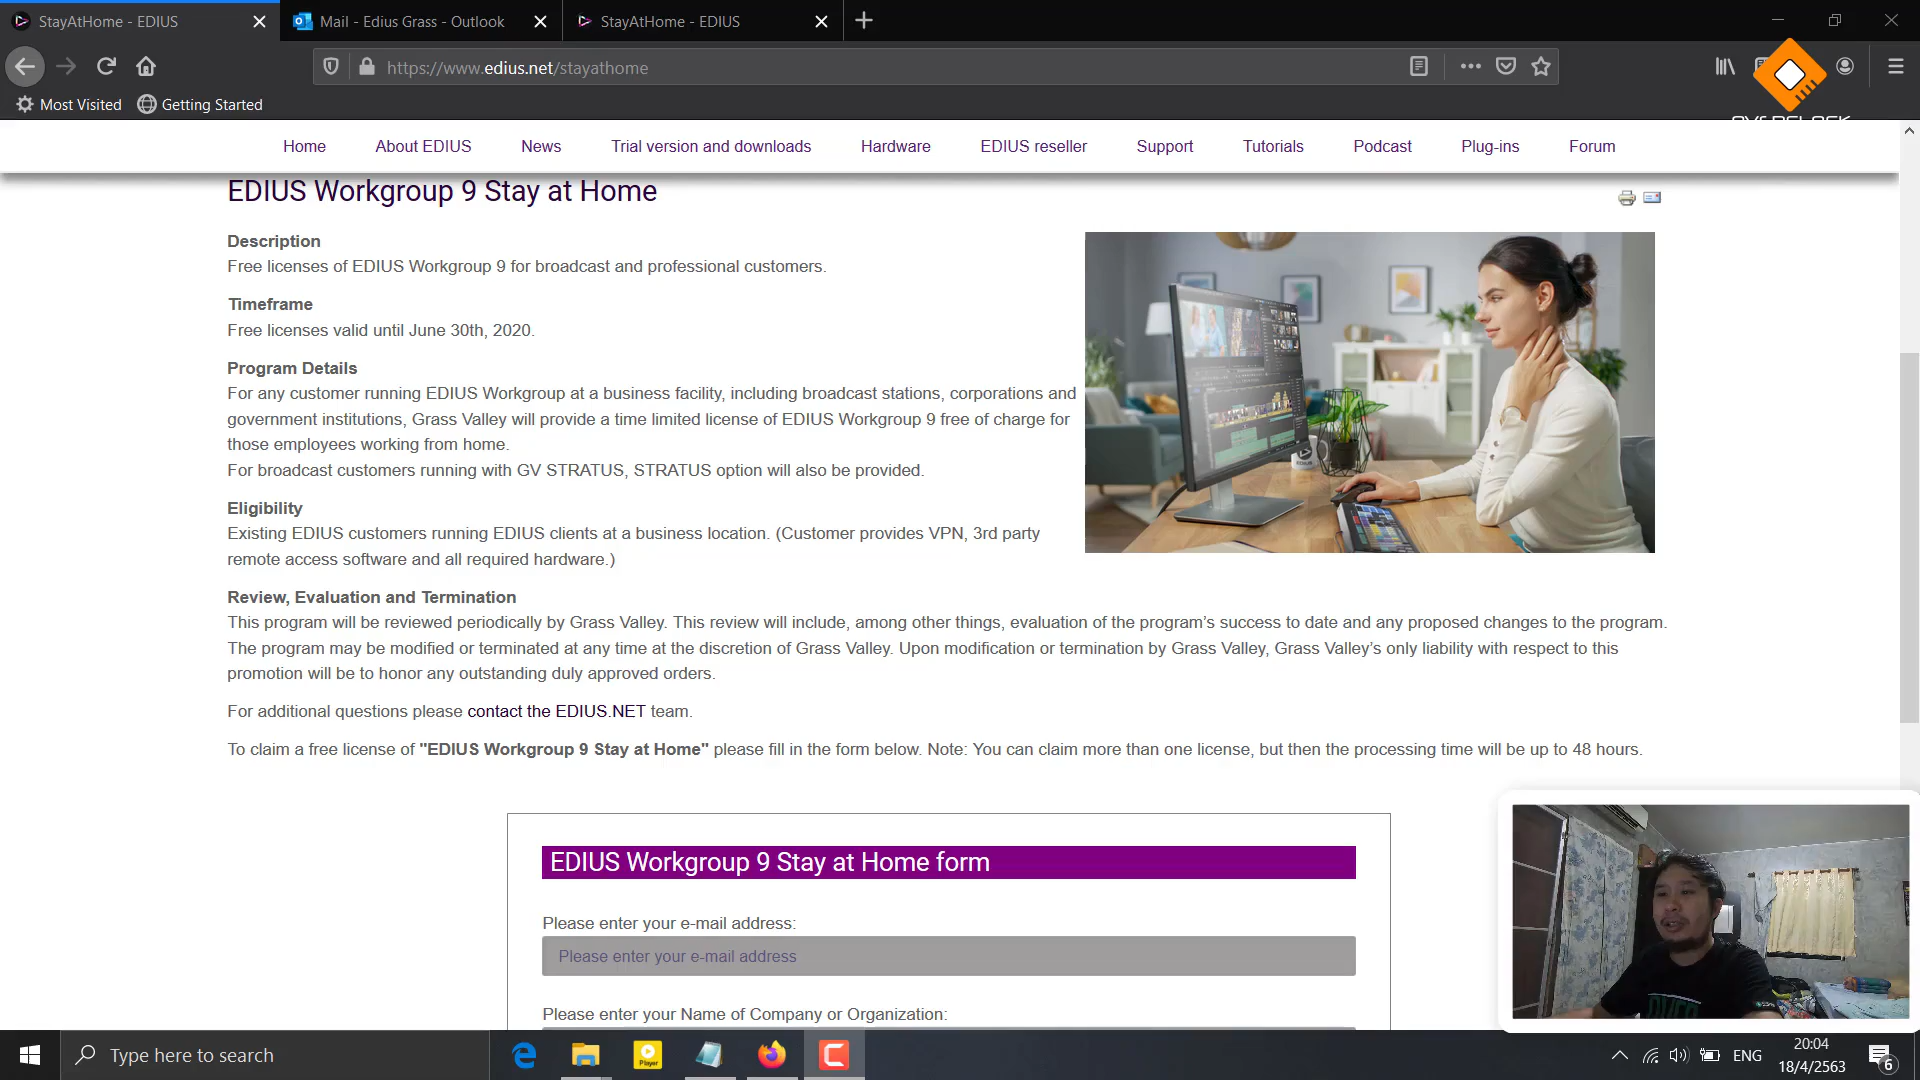 StayAtHome - EDIUS
Mail - Edius Grass - Outlook
StayAtHome - EDIUS
https://www.edius.net/stayathome
Most Visited
Getting Started
Home
About EDIUS
News
Trial version and downloads
Hardware
EDIUS reseller
Support
Tutorials
Podcast
Plug-ins
Forum
EDIUS Workgroup 9 Stay at Home
Description
Free licenses of EDIUS Workgroup 9 for broadcast and professional customers.
Timeframe
Free licenses valid until June 30th, 2020.
Program Details
For any customer running EDIUS Workgroup at a business facility, including broadcast stations, corporations and
government institutions, Grass Valley will provide a time limited license of EDIUS Workgroup 9 free of charge for
those employees working from home.
For broadcast customers running with GV STRATUS, STRATUS option will also be provided.
Eligibility
Existing EDIUS customers running EDIUS clients at a business location. (Customer provides VPN, 3rd party
remote access software and all required hardware.)
Review, Evaluation and Termination
This program will be reviewed periodically by Grass Valley. This review will include, among other things, evaluation of the program’s success to date and any proposed changes to the program.
The program may be modified or terminated at any time at the discretion of Grass Valley. Upon modification or termination by Grass Valley, Grass Valley’s only liability with respect to this
promotion will be to honor any outstanding duly approved orders.
For additional questions please contact the EDIUS.NET team.
To claim a free license of "EDIUS Workgroup 9 Stay at Home" please fill in the form below. Note: You can claim more than one license, but then the processing time will be up to 48 hours.
EDIUS Workgroup 9 Stay at Home form
Please enter your e-mail address:
Please enter your e-mail address
Please enter your Name of Company or Organization:
Type here to search
Player
ENG
20:04
18/4/2563
6